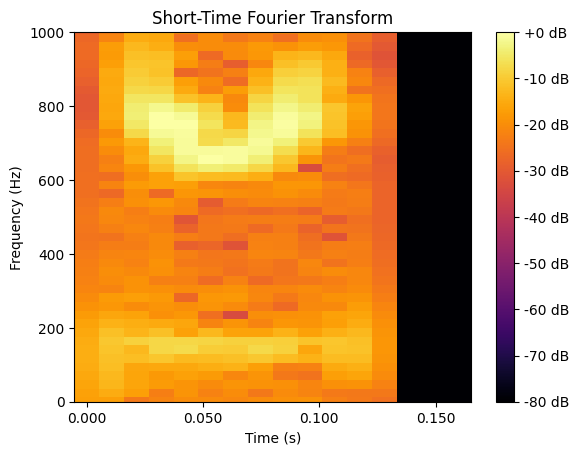 Short-Time Fourier Transform
Frequency (Hz)
1000
800
600
400
200
0
0.000
0.050
0.100
0.150
Time (s)
+0 dB
-10 dB
-20 dB
-30 dB
-40 dB
-50 dB
-60 dB
-70 dB
-80 dB